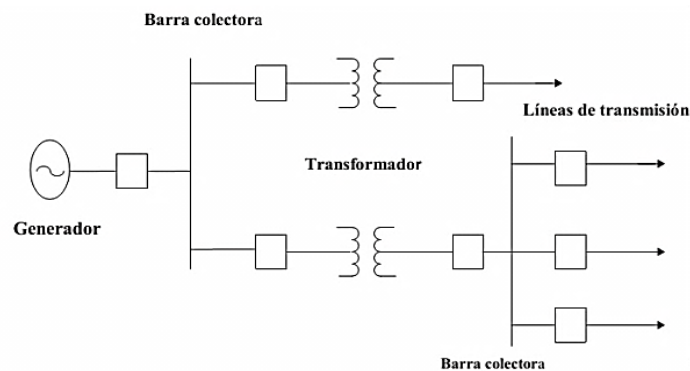 Barra colectora
Líneas de transmisión
Transformador
Generador
Barra colectora